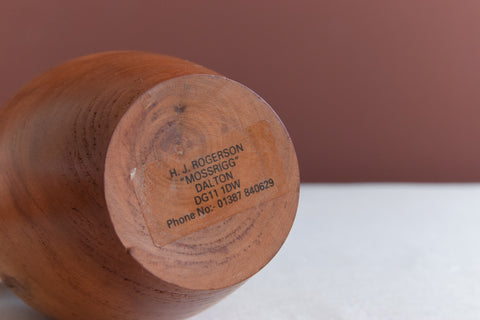 H. J. ROGERSON
"MOSSRIGG"
DALTON
DG11 1DW
Phone No:- 01387 840629